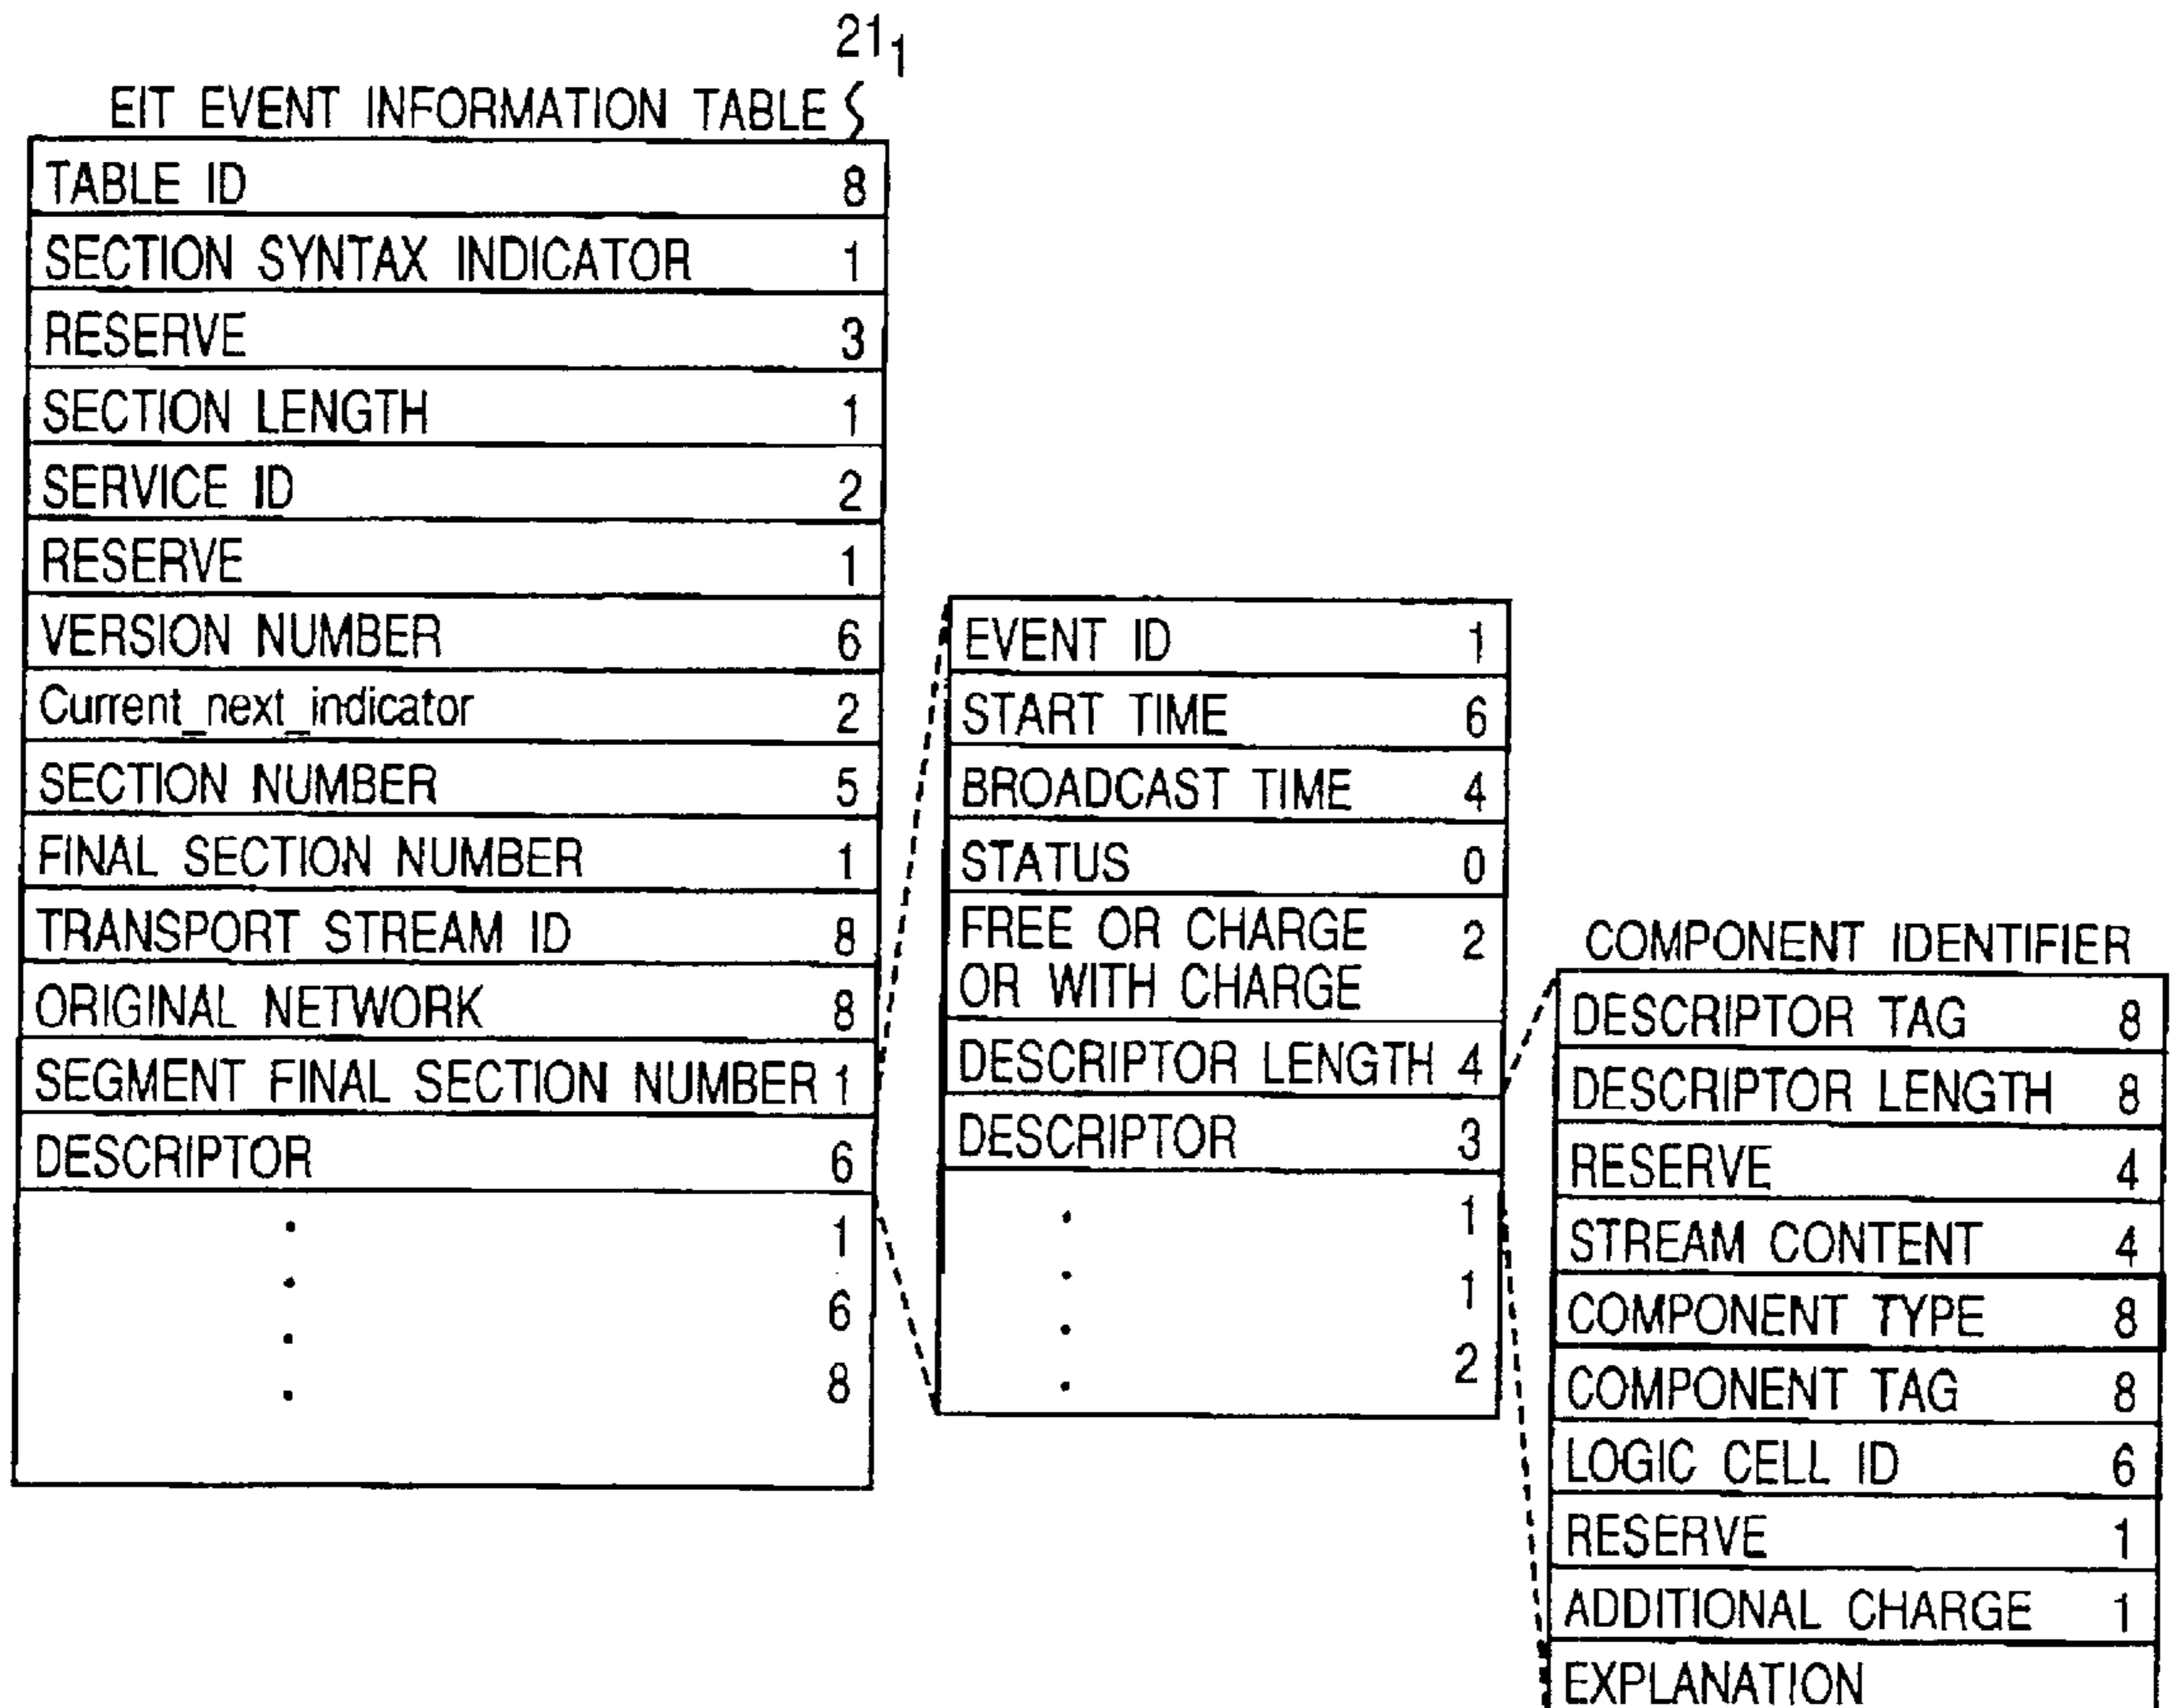 21₁
EIT EVENT INFORMATION TABLE
TABLE ID 8
SECTION SYNTAX INDICATOR 1
RESERVE 3
SECTION LENGTH 1
SERVICE ID 2
RESERVE 1
VERSION NUMBER 6
Current_next_indicator 2
SECTION NUMBER 5
FINAL SECTION NUMBER 1
TRANSPORT STREAM ID 8
ORIGINAL NETWORK 8
SEGMENT FINAL SECTION NUMBER 1
DESCRIPTOR 6
1
6
8
EVENT ID 1
START TIME 6
BROADCAST TIME 4
STATUS 0
FREE OR CHARGE 2
OR WITH CHARGE
DESCRIPTOR LENGTH 4
DESCRIPTOR 3
1
1
2
COMPONENT IDENTIFIER
DESCRIPTOR TAG 8
DESCRIPTOR LENGTH 8
RESERVE 4
STREAM CONTENT 4
COMPONENT TYPE 8
COMPONENT TAG 8
LOGIC CELL ID 6
RESERVE 1
ADDITIONAL CHARGE 1
EXPLANATION